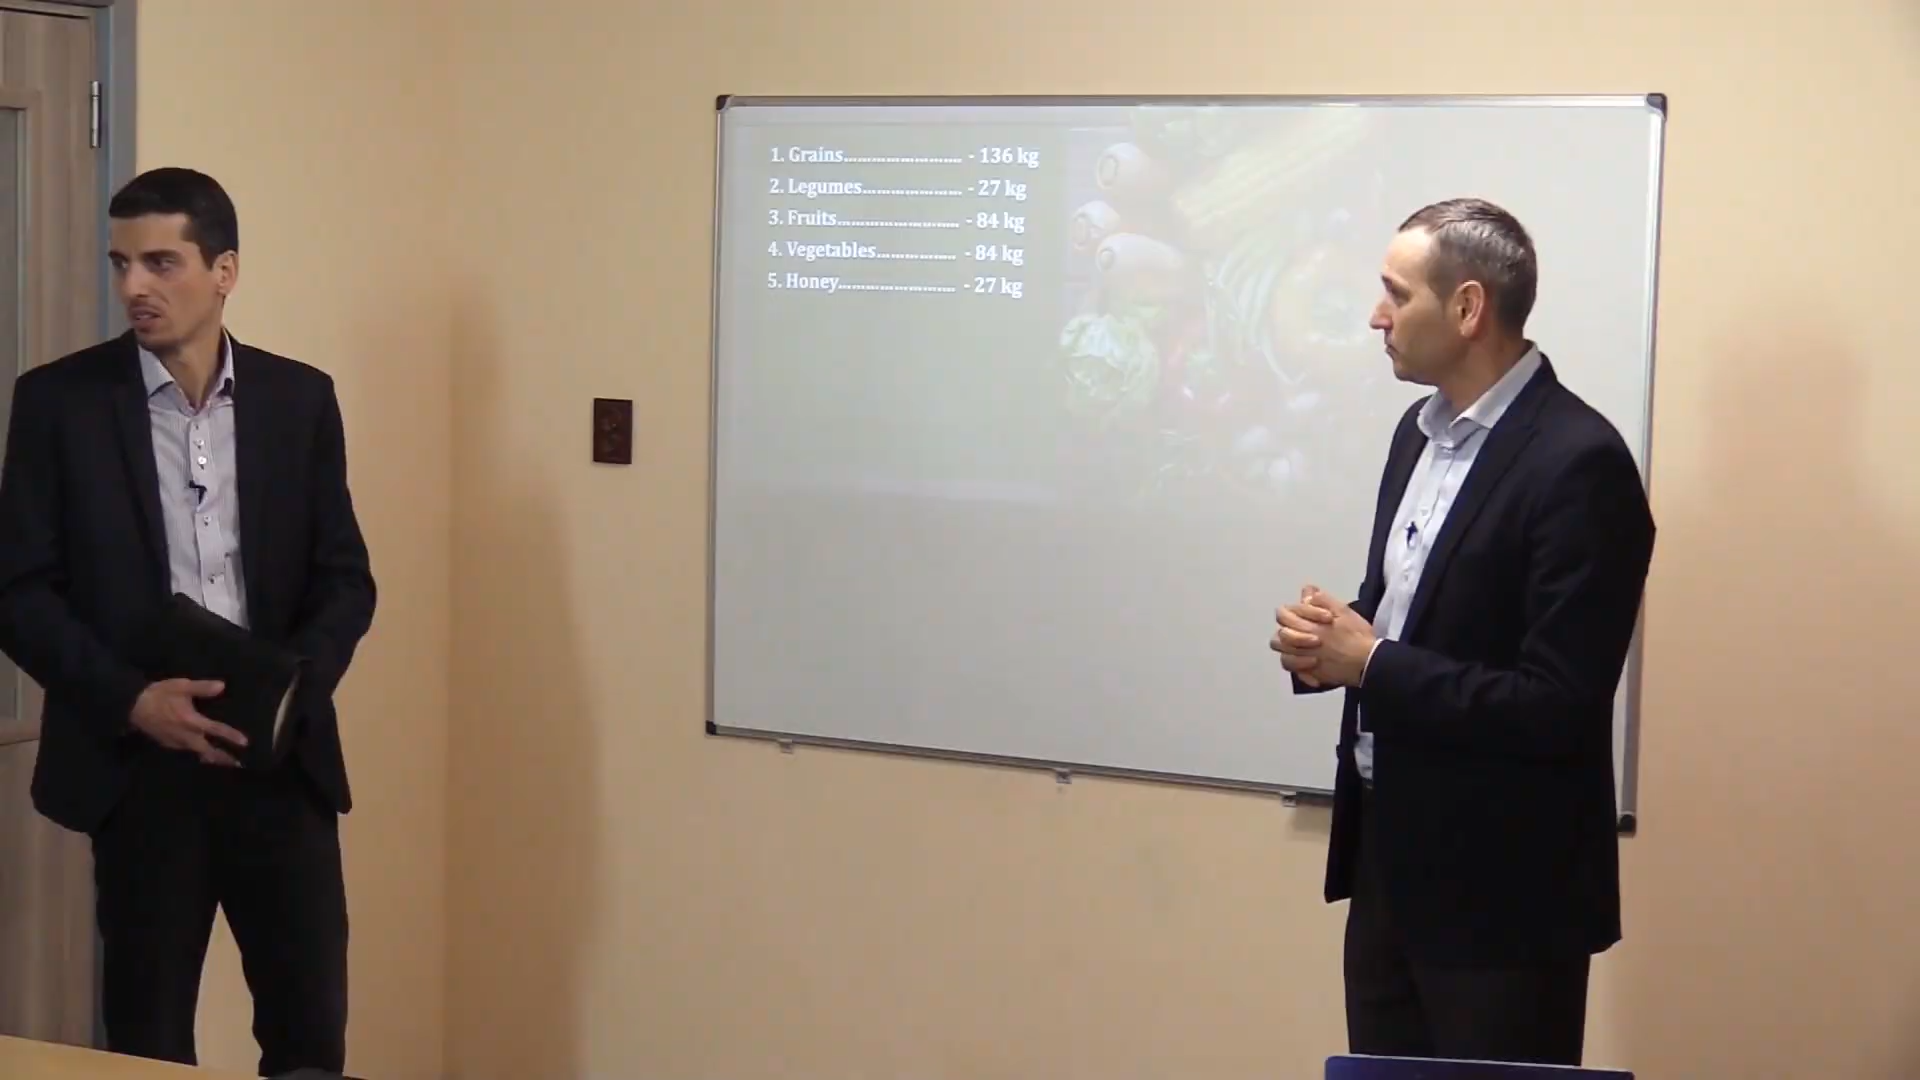 1. Grains........................ - 136 kg
2. Legumes.................... - 27 kg
3. Fruits......................... - 84 kg
4. Vegetables................ - 84 kg
5. Honey........................ - 27 kg